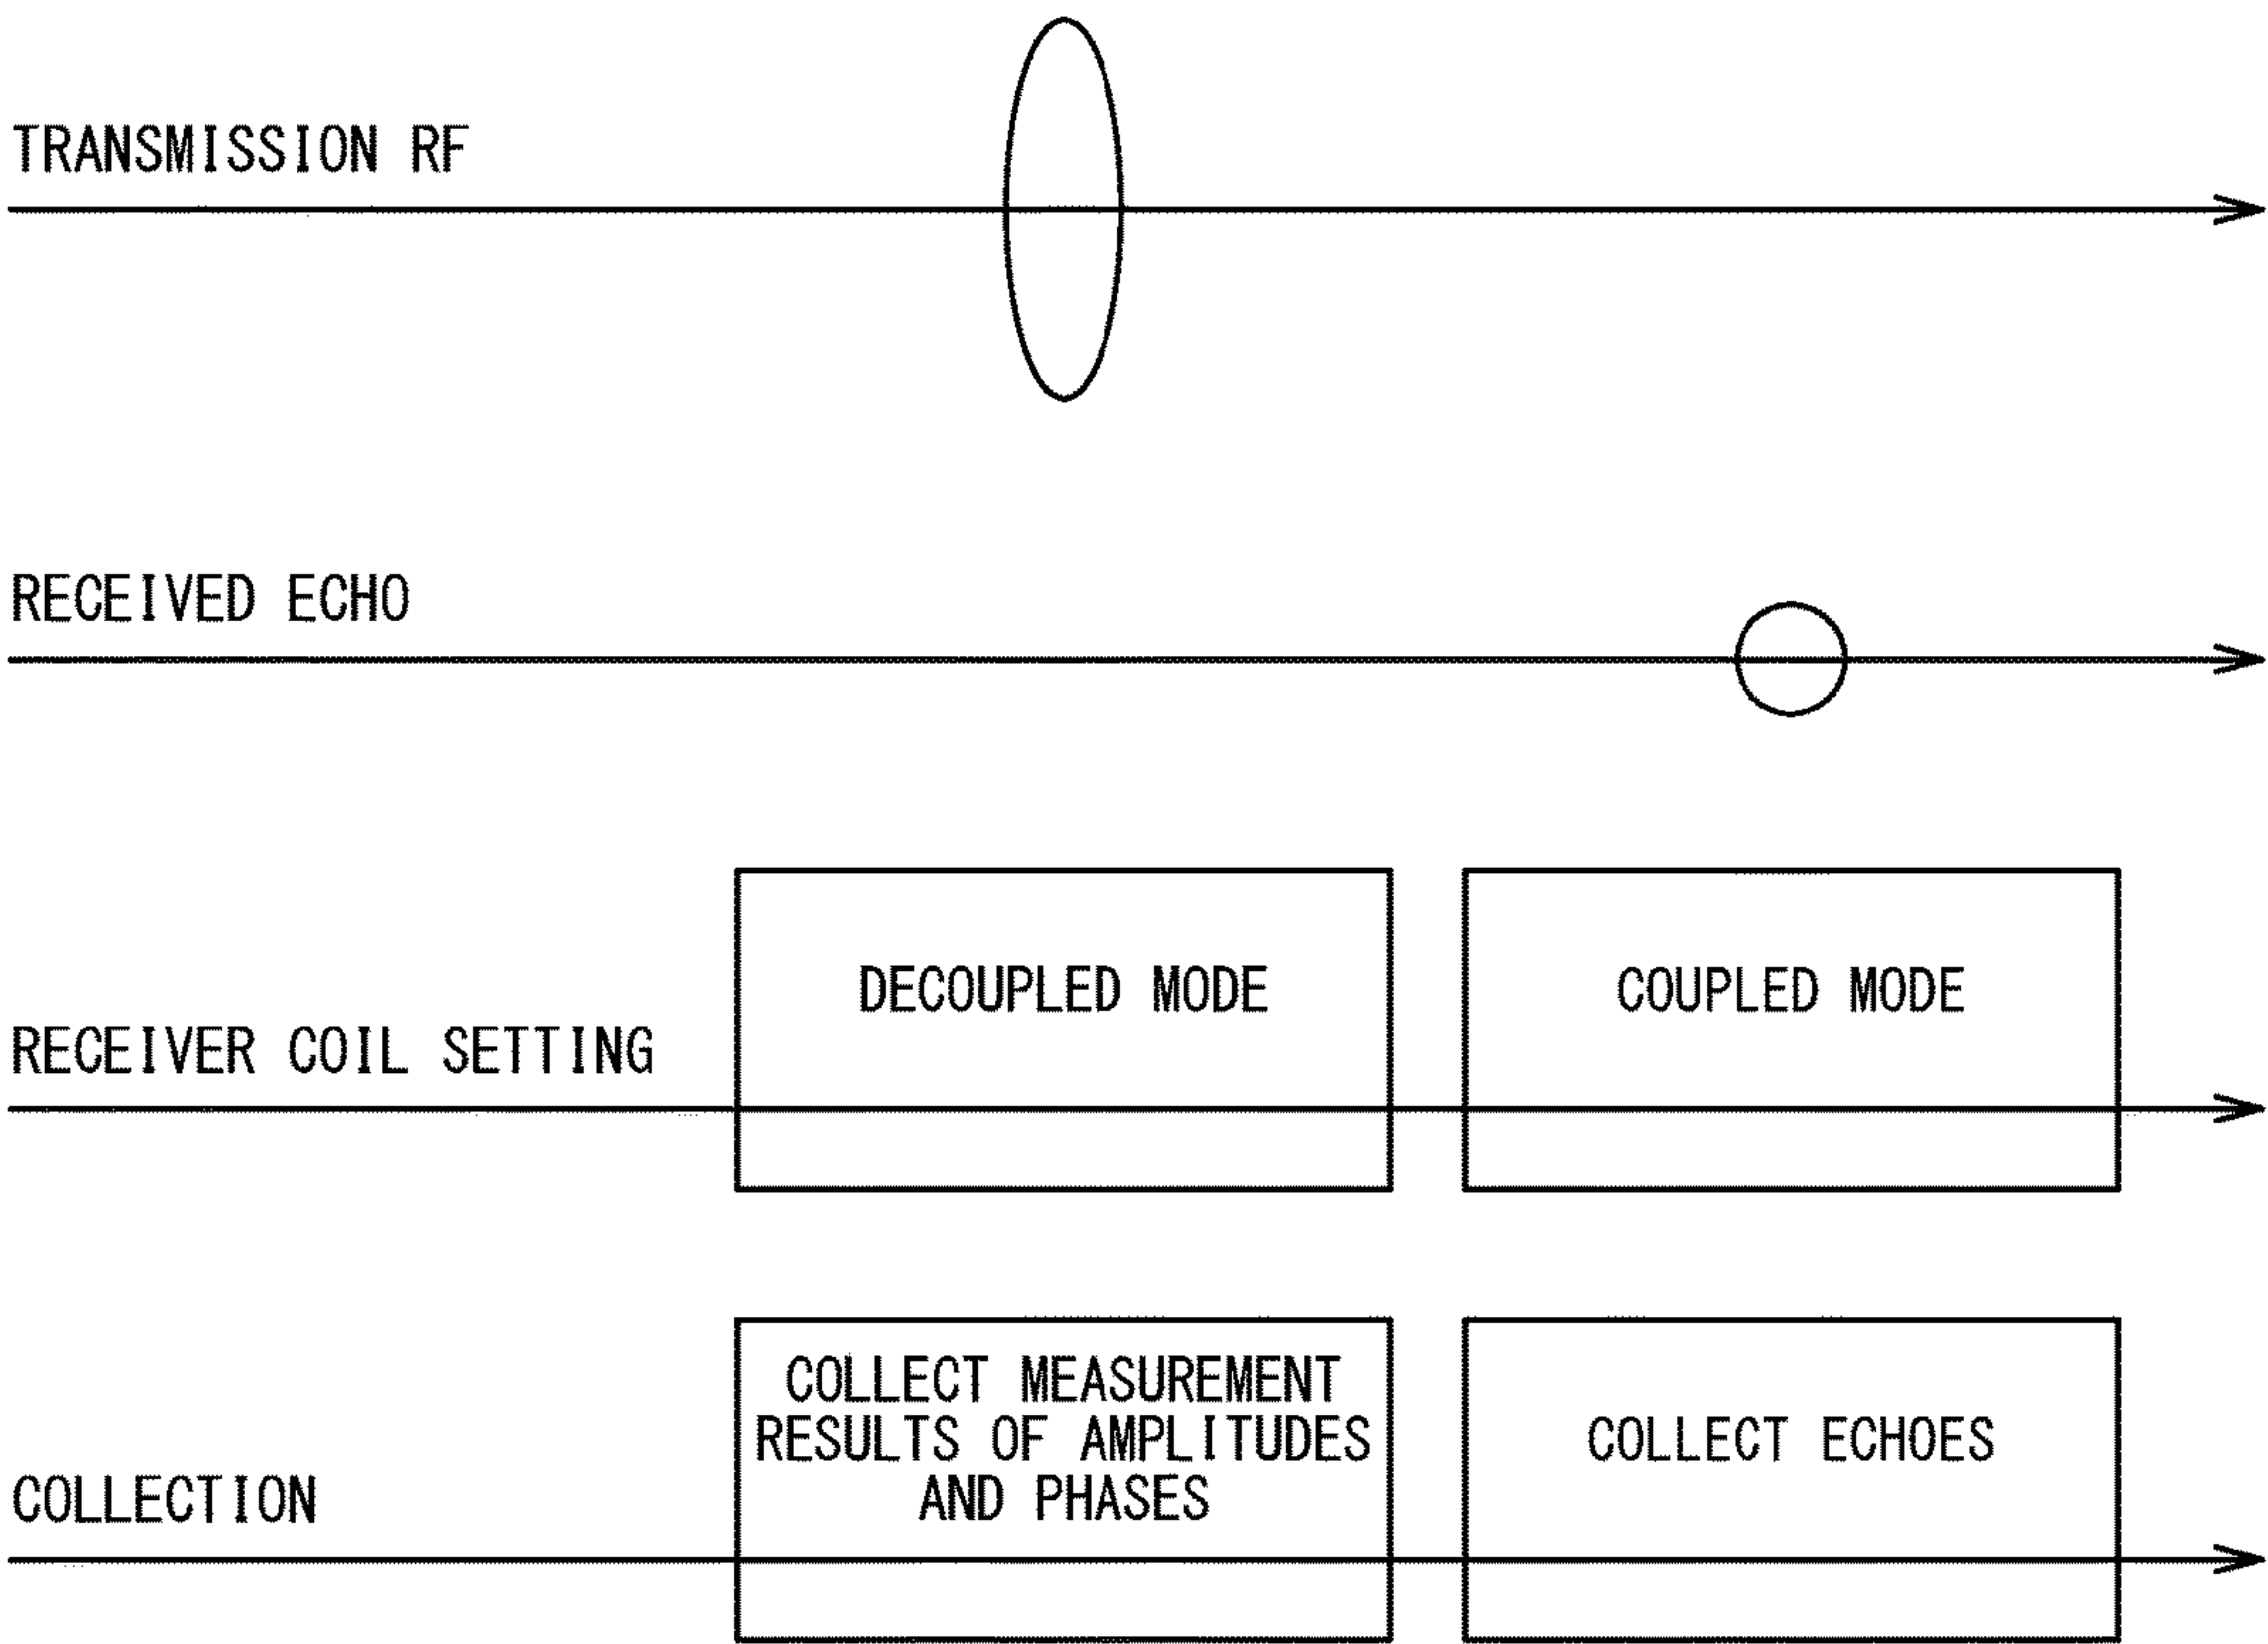 TRANSMISSION RF
RECEIVED ECHO
DECOUPLED MODE
COUPLED MODE
RECEIVER COIL SETTING
COLLECT MEASUREMENT
RESULTS OF AMPLITUDES
AND PHASES
COLLECT ECHOES
COLLECTION